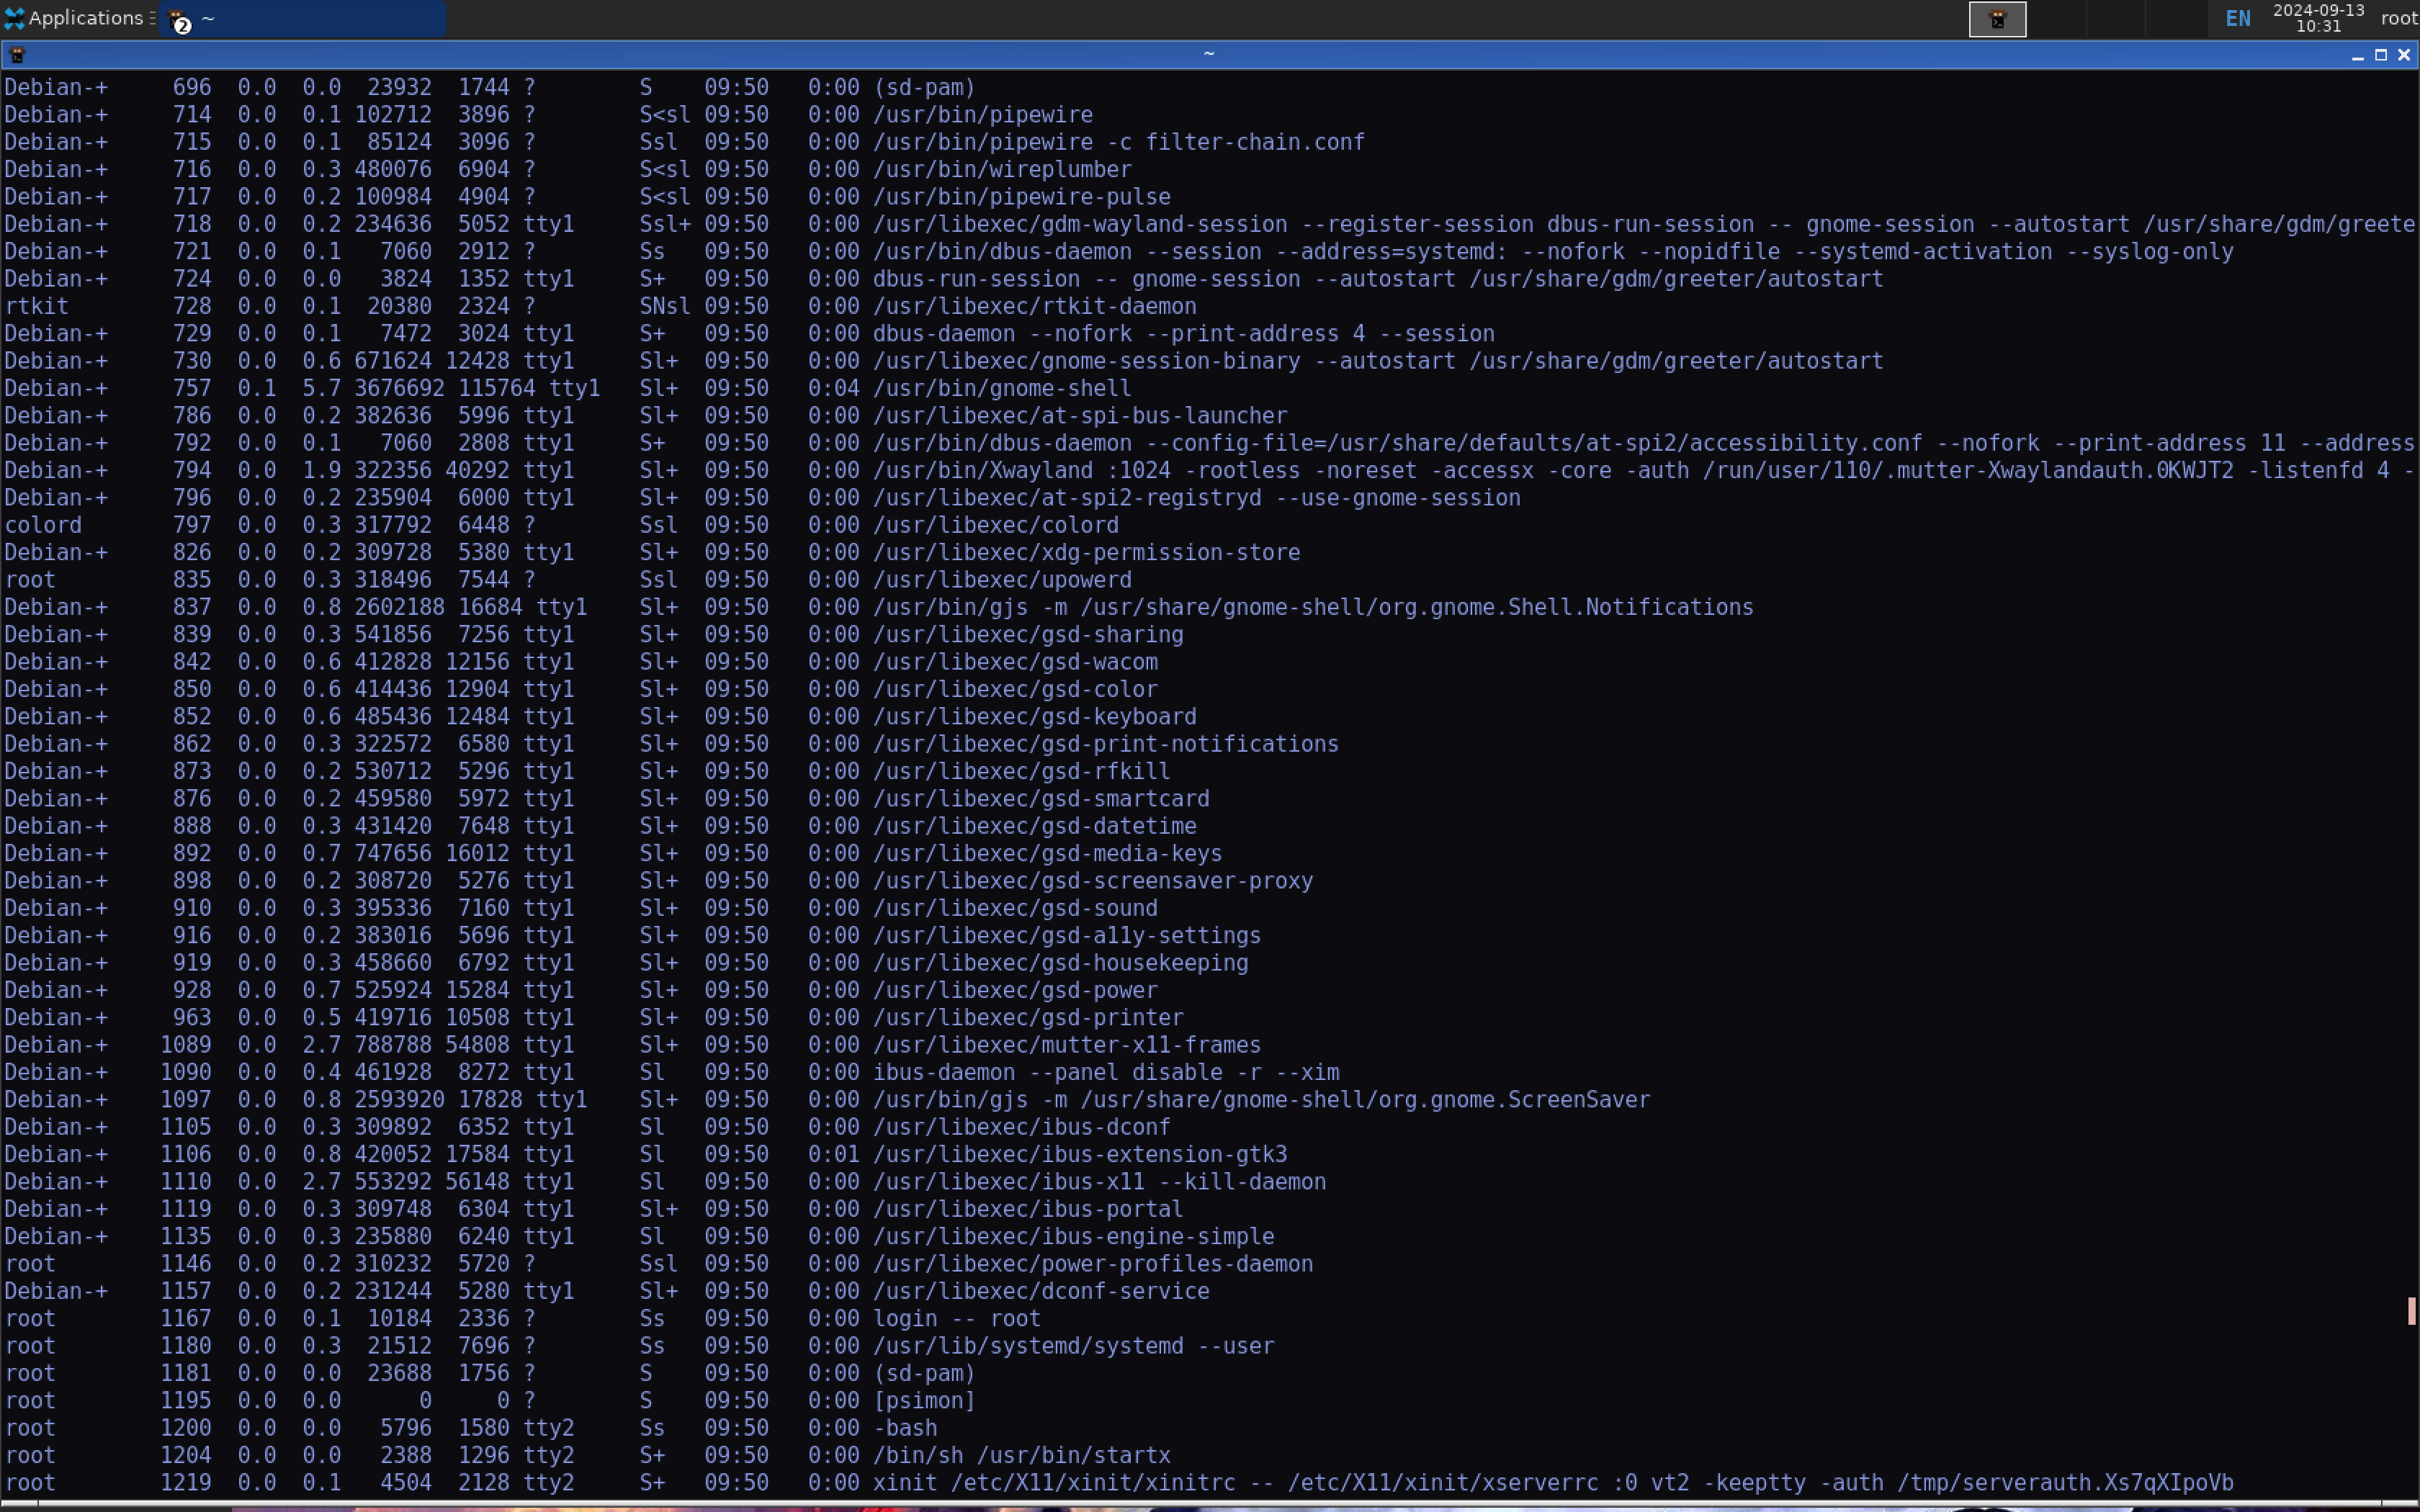 Applications
2 ~
EN
2024-09-13
10:31
root
~
Debian-+ 696 0.0 0.0 23932 1744 ? S 09:50 0:00 (sd-pam)
Debian-+ 714 0.0 0.1 102712 3896 ? S<sl 09:50 0:00 /usr/bin/pipewire
Debian-+ 715 0.0 0.1 85124 3096 ? Ssl 09:50 0:00 /usr/bin/pipewire -c filter-chain.conf
Debian-+ 716 0.0 0.3 480076 6904 ? S<sl 09:50 0:00 /usr/bin/wireplumber
Debian-+ 717 0.0 0.2 100984 4904 ? S<sl 09:50 0:00 /usr/bin/pipewire-pulse
Debian-+ 718 0.0 0.2 234636 5052 tty1 Ssl+ 09:50 0:00 /usr/libexec/gdm-wayland-session --register-session dbus-run-session -- gnome-session --autostart /usr/share/gdm/greete
Debian-+ 721 0.0 0.1 7060 2912 ? Ss 09:50 0:00 /usr/bin/dbus-daemon --session --address=systemd: --nofork --nopidfile --systemd-activation --syslog-only
Debian-+ 724 0.0 0.0 3824 1352 tty1 S+ 09:50 0:00 dbus-run-session -- gnome-session --autostart /usr/share/gdm/greeter/autostart
rtkit 728 0.0 0.1 20380 2324 ? SNsl 09:50 0:00 /usr/libexec/rtkit-daemon
Debian-+ 729 0.0 0.1 7472 3024 tty1 S+ 09:50 0:00 dbus-daemon --nofork --print-address 4 --session
Debian-+ 730 0.0 0.6 671624 12428 tty1 Sl+ 09:50 0:00 /usr/libexec/gnome-session-binary --autostart /usr/share/gdm/greeter/autostart
Debian-+ 757 0.1 5.7 3676692 115764 tty1 Sl+ 09:50 0:04 /usr/bin/gnome-shell
Debian-+ 786 0.0 0.2 382636 5996 tty1 Sl+ 09:50 0:00 /usr/libexec/at-spi-bus-launcher
Debian-+ 792 0.0 0.1 7060 2808 tty1 S+ 09:50 0:00 /usr/bin/dbus-daemon --config-file=/usr/share/defaults/at-spi2/accessibility.conf --nofork --print-address 11 --address
Debian-+ 794 0.0 1.9 322356 40292 tty1 Sl+ 09:50 0:00 /usr/bin/Xwayland :1024 -rootless -noreset -accessx -core -auth /run/user/110/.mutter-Xwaylandauth.0KWJT2 -listenfd 4 -
Debian-+ 796 0.0 0.2 235904 6000 tty1 Sl+ 09:50 0:00 /usr/libexec/at-spi2-registryd --use-gnome-session
colord 797 0.0 0.3 317792 6448 ? Ssl 09:50 0:00 /usr/libexec/colord
Debian-+ 826 0.0 0.2 309728 5380 tty1 Sl+ 09:50 0:00 /usr/libexec/xdg-permission-store
root 835 0.0 0.3 318496 7544 ? Ssl 09:50 0:00 /usr/libexec/upowerd
Debian-+ 837 0.0 0.8 2602188 16684 tty1 Sl+ 09:50 0:00 /usr/bin/gjs -m /usr/share/gnome-shell/org.gnome.Shell.Notifications
Debian-+ 839 0.0 0.3 541856 7256 tty1 Sl+ 09:50 0:00 /usr/libexec/gsd-sharing
Debian-+ 842 0.0 0.6 412828 12156 tty1 Sl+ 09:50 0:00 /usr/libexec/gsd-wacom
Debian-+ 850 0.0 0.6 414436 12904 tty1 Sl+ 09:50 0:00 /usr/libexec/gsd-color
Debian-+ 852 0.0 0.6 485436 12484 tty1 Sl+ 09:50 0:00 /usr/libexec/gsd-keyboard
Debian-+ 862 0.0 0.3 322572 6580 tty1 Sl+ 09:50 0:00 /usr/libexec/gsd-print-notifications
Debian-+ 873 0.0 0.2 530712 5296 tty1 Sl+ 09:50 0:00 /usr/libexec/gsd-rfkill
Debian-+ 876 0.0 0.2 459580 5972 tty1 Sl+ 09:50 0:00 /usr/libexec/gsd-smartcard
Debian-+ 888 0.0 0.3 431420 7648 tty1 Sl+ 09:50 0:00 /usr/libexec/gsd-datetime
Debian-+ 892 0.0 0.7 747656 16012 tty1 Sl+ 09:50 0:00 /usr/libexec/gsd-media-keys
Debian-+ 898 0.0 0.2 308720 5276 tty1 Sl+ 09:50 0:00 /usr/libexec/gsd-screensaver-proxy
Debian-+ 910 0.0 0.3 395336 7160 tty1 Sl+ 09:50 0:00 /usr/libexec/gsd-sound
Debian-+ 916 0.0 0.2 383016 5696 tty1 Sl+ 09:50 0:00 /usr/libexec/gsd-a11y-settings
Debian-+ 919 0.0 0.3 458660 6792 tty1 Sl+ 09:50 0:00 /usr/libexec/gsd-housekeeping
Debian-+ 928 0.0 0.7 525924 15284 tty1 Sl+ 09:50 0:00 /usr/libexec/gsd-power
Debian-+ 963 0.0 0.5 419716 10508 tty1 Sl+ 09:50 0:00 /usr/libexec/gsd-printer
Debian-+ 1089 0.0 2.7 788788 54808 tty1 Sl+ 09:50 0:00 /usr/libexec/mutter-x11-frames
Debian-+ 1090 0.0 0.4 461928 8272 tty1 Sl 09:50 0:00 ibus-daemon --panel disable -r --xim
Debian-+ 1097 0.0 0.8 2593920 17828 tty1 Sl+ 09:50 0:00 /usr/bin/gjs -m /usr/share/gnome-shell/org.gnome.ScreenSaver
Debian-+ 1105 0.0 0.3 309892 6352 tty1 Sl 09:50 0:00 /usr/libexec/ibus-dconf
Debian-+ 1106 0.0 0.8 420052 17584 tty1 Sl 09:50 0:01 /usr/libexec/ibus-extension-gtk3
Debian-+ 1110 0.0 2.7 553292 56148 tty1 Sl 09:50 0:00 /usr/libexec/ibus-x11 --kill-daemon
Debian-+ 1119 0.0 0.3 309748 6304 tty1 Sl+ 09:50 0:00 /usr/libexec/ibus-portal
Debian-+ 1135 0.0 0.3 235880 6240 tty1 Sl 09:50 0:00 /usr/libexec/ibus-engine-simple
root 1146 0.0 0.2 310232 5720 ? Ssl 09:50 0:00 /usr/libexec/power-profiles-daemon
Debian-+ 1157 0.0 0.2 231244 5280 tty1 Sl+ 09:50 0:00 /usr/libexec/dconf-service
root 1167 0.0 0.1 10184 2336 ? Ss 09:50 0:00 login -- root
root 1180 0.0 0.3 21512 7696 ? Ss 09:50 0:00 /usr/lib/systemd/systemd --user
root 1181 0.0 0.0 23688 1756 ? S 09:50 0:00 (sd-pam)
root 1195 0.0 0.0 0 0 ? S 09:50 0:00 [psimon]
root 1200 0.0 0.0 5796 1580 tty2 Ss 09:50 0:00 -bash
root 1204 0.0 0.0 2388 1296 tty2 S+ 09:50 0:00 /bin/sh /usr/bin/startx
root 1219 0.0 0.1 4504 2128 tty2 S+ 09:50 0:00 xinit /etc/X11/xinit/xinitrc -- /etc/X11/xinit/xserverrc :0 vt2 -keeptty -auth /tmp/serverauth.Xs7qXIpoVb